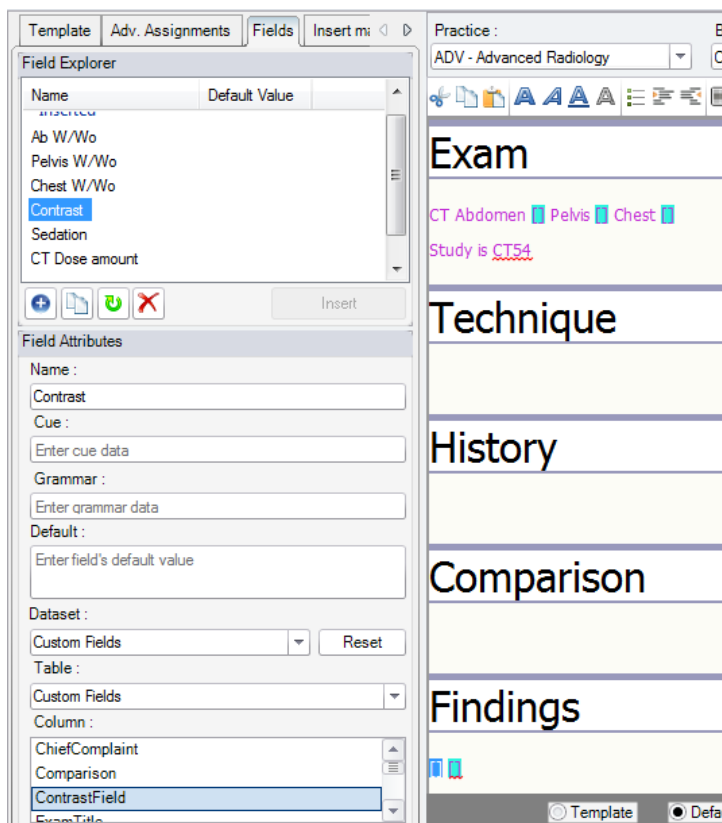 Template Adv. Assignments Fields Insert
Field Explorer
Name Default Value
Inserted
Ab W/Wo
Pelvis W/Wo
Chest W/Wo
Contrast
Sedation
CT Dose amount
Insert
Field Attributes
Name :
Contrast
Cue :
Enter cue data
Grammar :
Enter grammar data
Default :
Enter field's default value
Dataset :
Custom Fields Reset
Table :
Custom Fields
Column :
ChiefComplaint
Comparison
ContrastField
ExamTitle
Practice :
ADV - Advanced Radiology
A A A A
Exam
CT Abdomen [] Pelvis [] Chest []
Study is CT54
Technique
History
Comparison
Findings
[] []
Template Defa